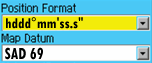 Position Format
hddd°mm'ss.s"
Map Datum
SAD 69